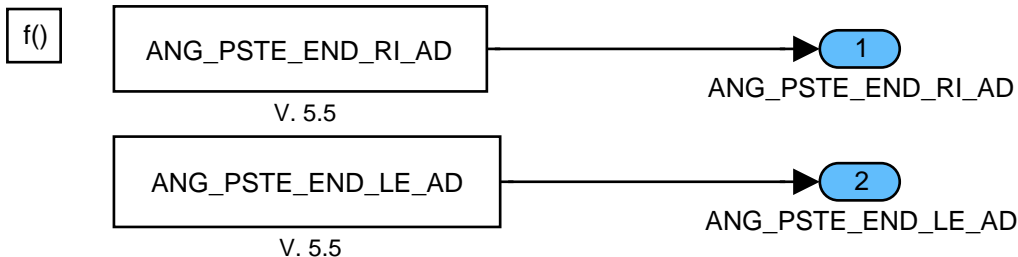 f()
ANG_PSTE_END_RI_AD
1
ANG_PSTE_END_RI_AD
V. 5.5
ANG_PSTE_END_LE_AD
2
ANG_PSTE_END_LE_AD
V. 5.5